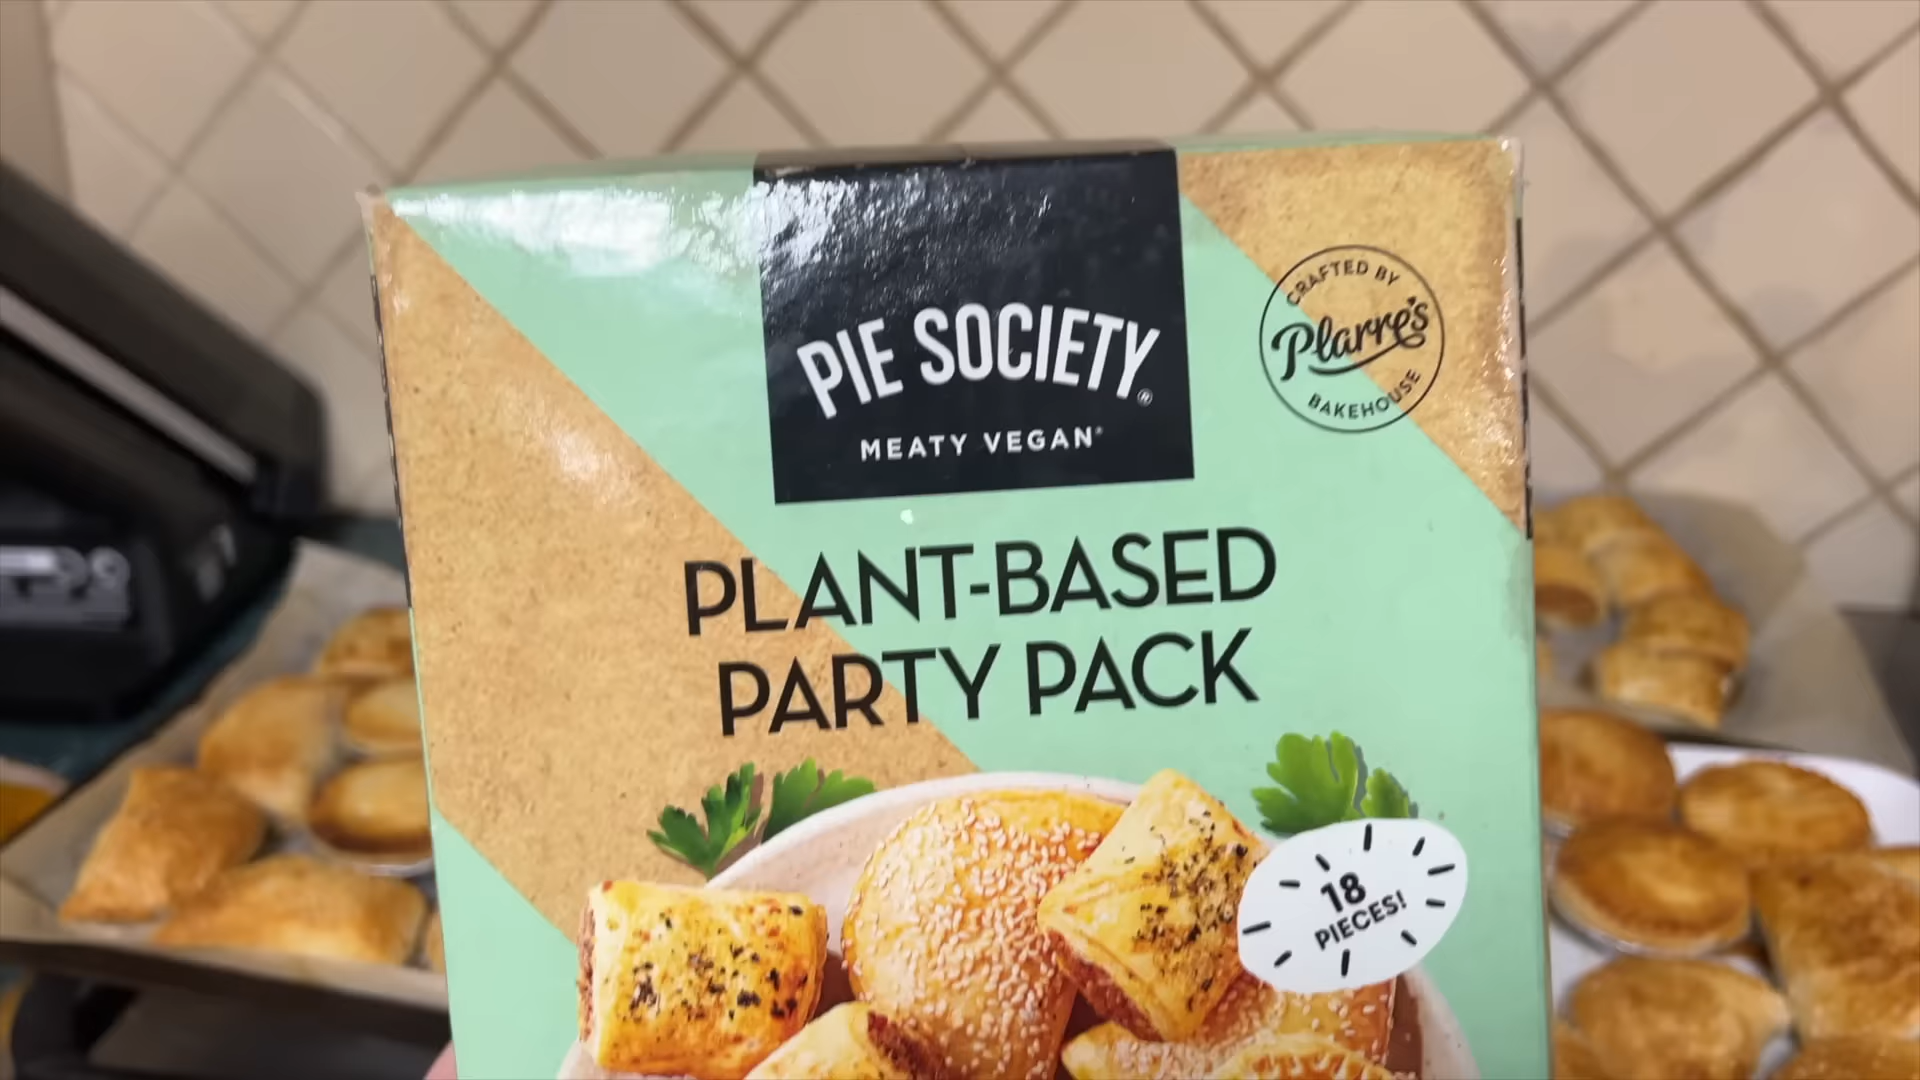 PIE SOCIETY®
MEATY VEGAN®
CRAFTED BY
Plarre's
BAKEHOUSE
PLANT-BASED
PARTY PACK
18
PIECES!